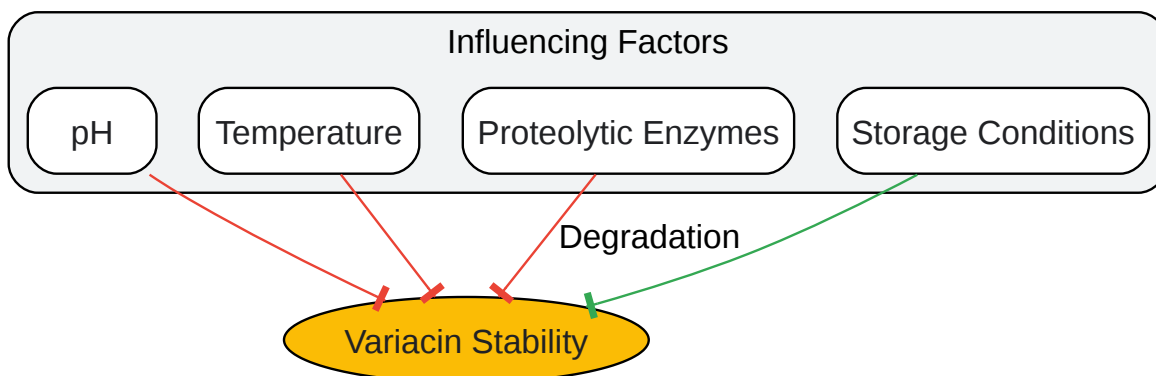 Influencing Factors
pH
Temperature
Proteolytic Enzymes
Storage Conditions
Degradation
Variacin Stability